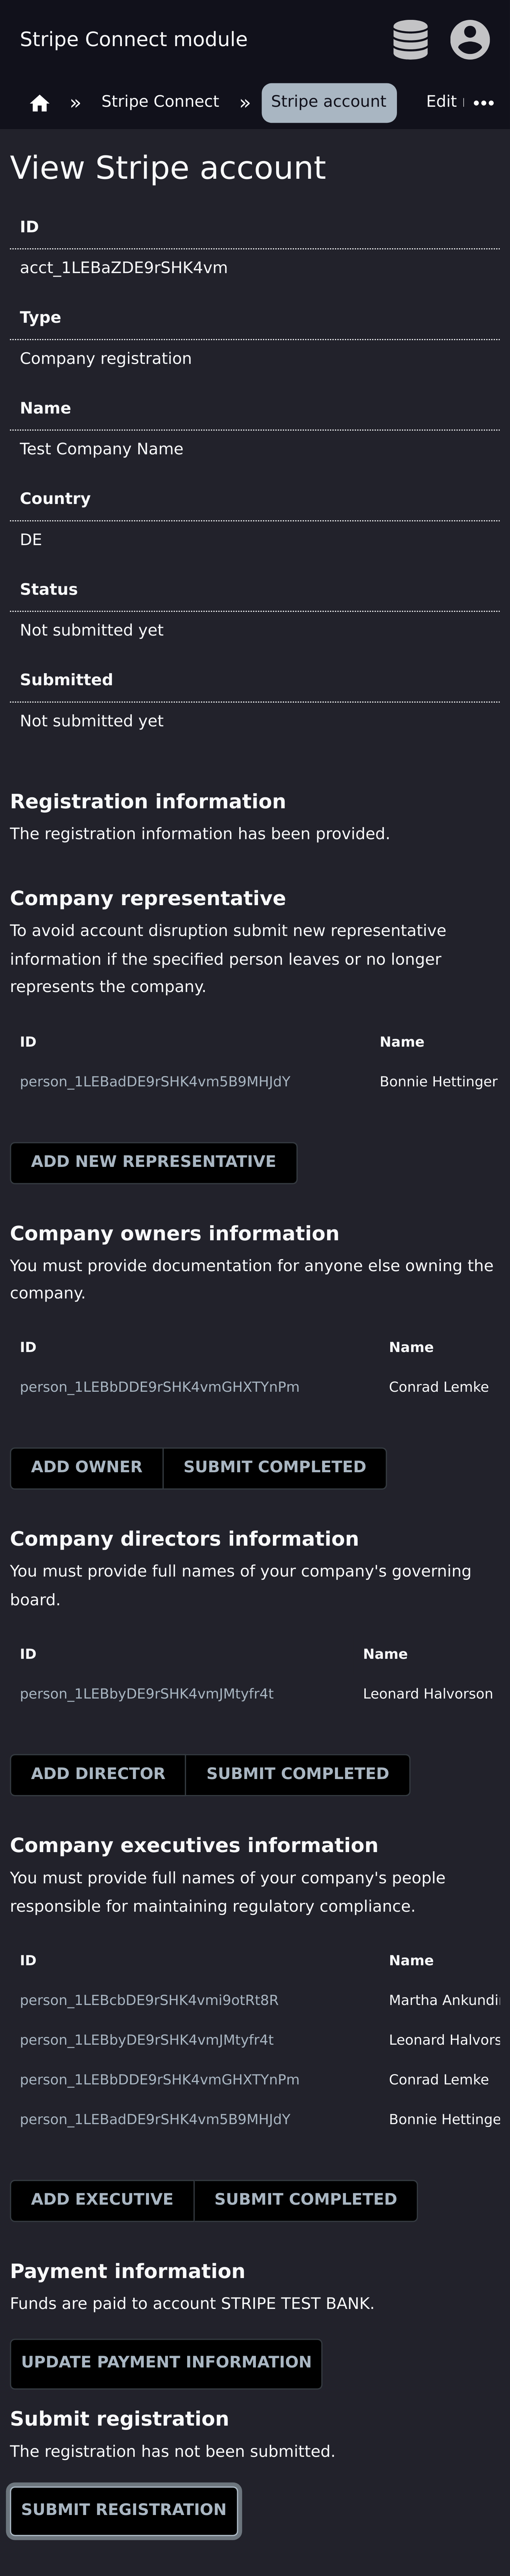 Stripe Connect module
» Stripe Connect » Stripe account Edit
View Stripe account
ID
acct_1LEBaZDE9rSHK4vm
Type
Company registration
Name
Test Company Name
Country
DE
Status
Not submitted yet
Submitted
Not submitted yet
Registration information
The registration information has been provided.
Company representative
To avoid account disruption submit new representative
information if the specified person leaves or no longer
represents the company.
ID Name
person_1LEBadDE9rSHK4vm5B9MHJdY Bonnie Hettinger
ADD NEW REPRESENTATIVE
Company owners information
You must provide documentation for anyone else owning the
company.
ID Name
person_1LEBbDDE9rSHK4vmGHXTYnPm Conrad Lemke
ADD OWNER SUBMIT COMPLETED
Company directors information
You must provide full names of your company's governing
board.
ID Name
person_1LEBbyDE9rSHK4vmJMtyfr4t Leonard Halvorson
ADD DIRECTOR SUBMIT COMPLETED
Company executives information
You must provide full names of your company's people
responsible for maintaining regulatory compliance.
ID Name
person_1LEBcbDE9rSHK4vmi9otRt8R Martha Ankundi
person_1LEBbyDE9rSHK4vmJMtyfr4t Leonard Halvors
person_1LEBbDDE9rSHK4vmGHXTYnPm Conrad Lemke
person_1LEBadDE9rSHK4vm5B9MHJdY Bonnie Hettinge
ADD EXECUTIVE SUBMIT COMPLETED
Payment information
Funds are paid to account STRIPE TEST BANK.
UPDATE PAYMENT INFORMATION
Submit registration
The registration has not been submitted.
SUBMIT REGISTRATION